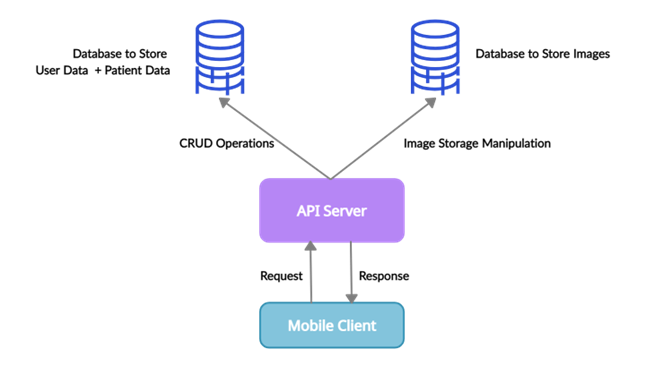 Database to Store
User Data + Patient Data
Database to Store Images
CRUD Operations
Image Storage Manipulation
API Server
Request
Response
Mobile Client